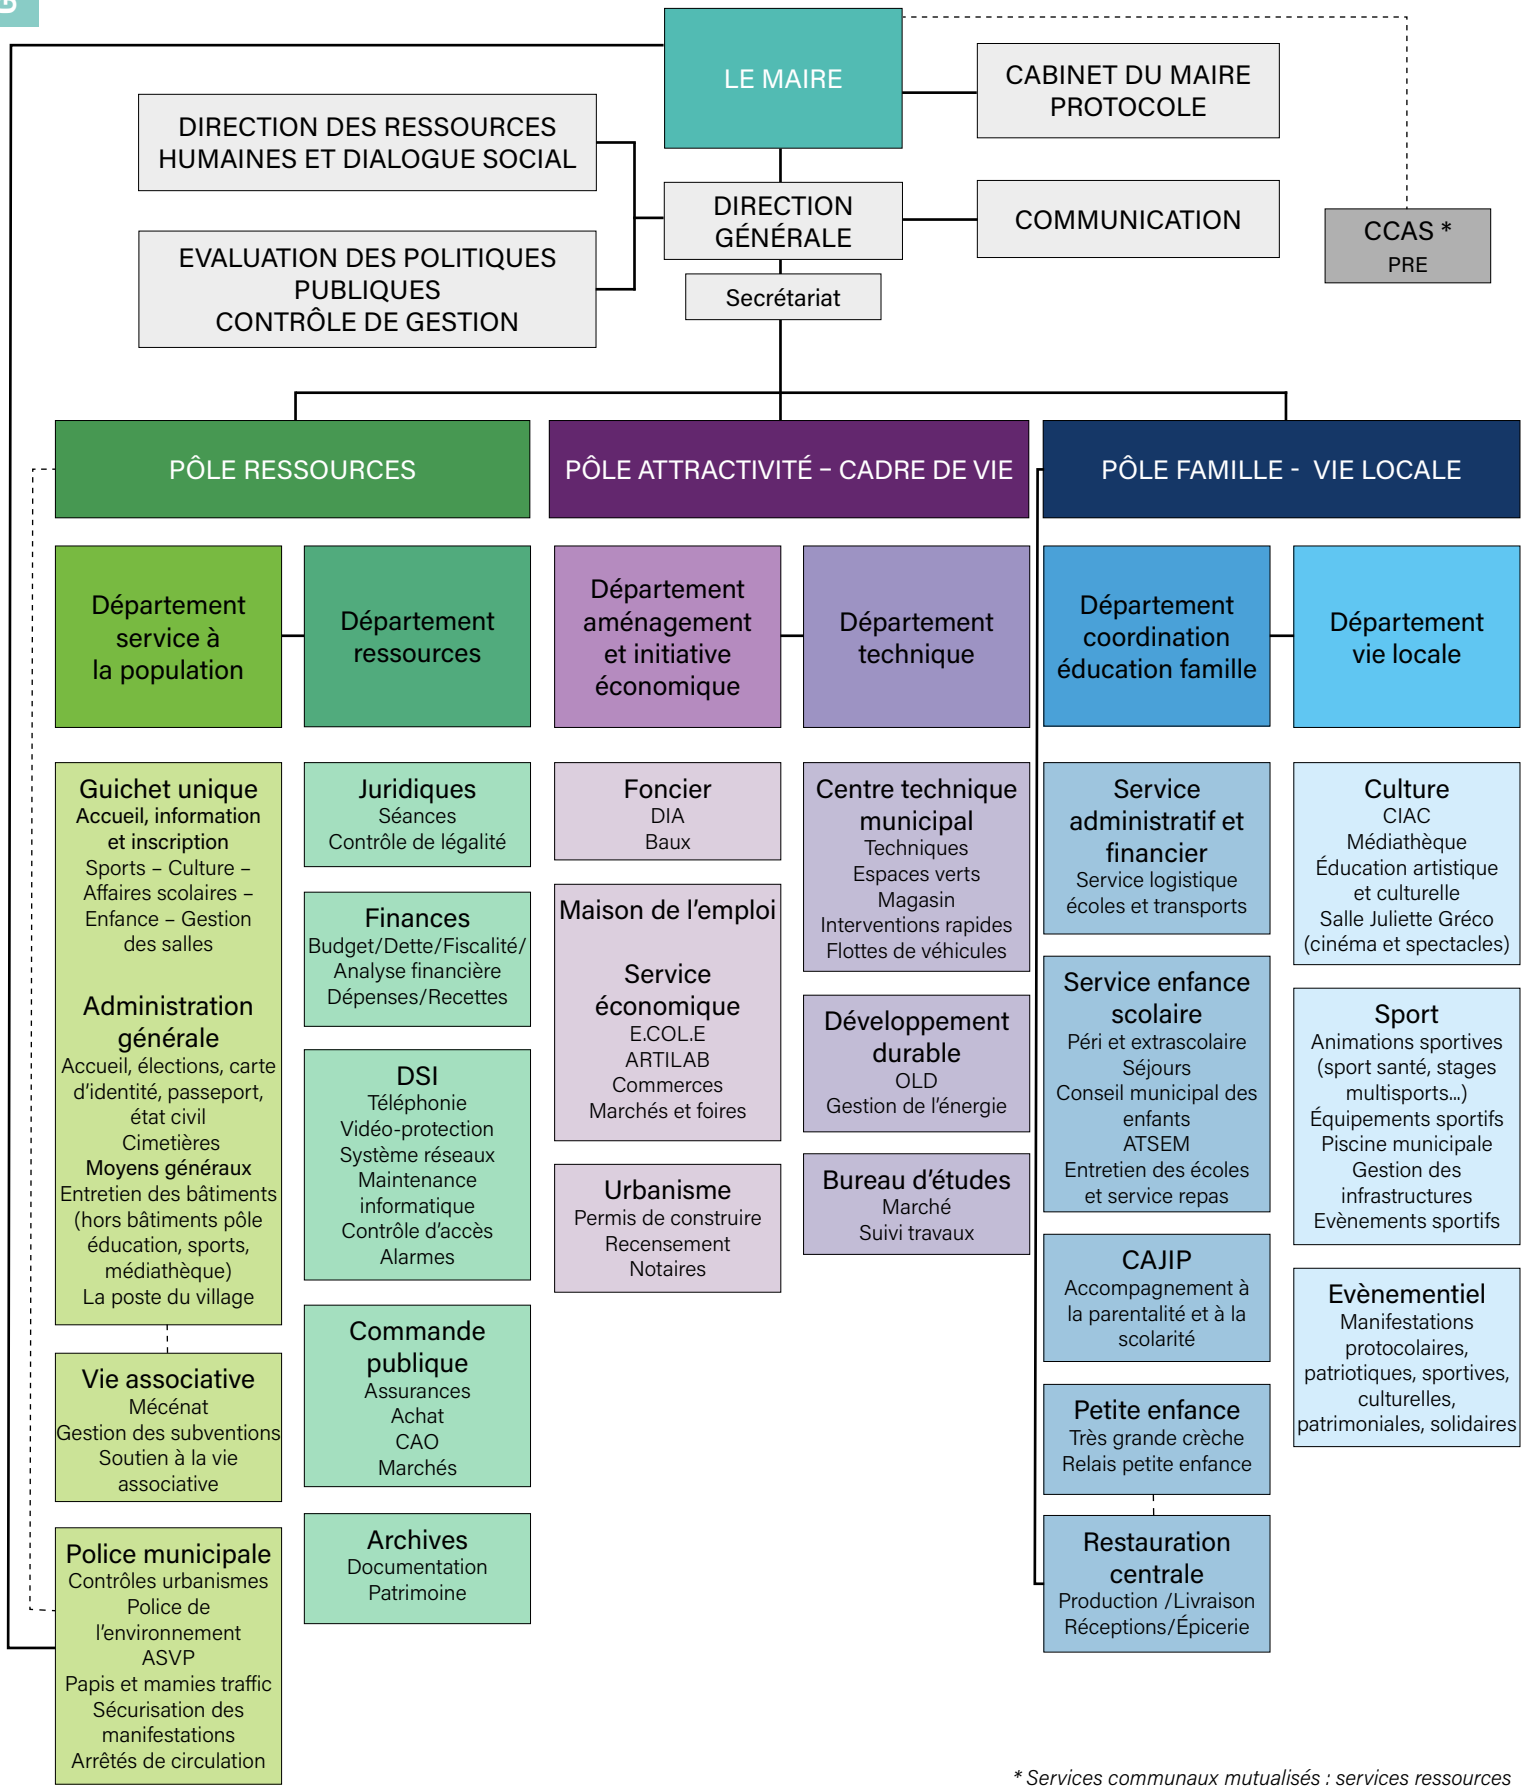 LE MAIRE
CABINET DU MAIRE
PROTOCOLE
DIRECTION DES RESSOURCES
HUMAINES ET DIALOGUE SOCIAL
DIRECTION
GÉNÉRALE
COMMUNICATION
CCAS *
PRE
EVALUATION DES POLITIQUES
PUBLIQUES
CONTRÔLE DE GESTION
Secrétariat
PÔLE RESSOURCES
PÔLE ATTRACTIVITÉ – CADRE DE VIE
PÔLE FAMILLE - VIE LOCALE
Département
service à
la population
Département
ressources
Département
aménagement
et initiative
économique
Département
technique
Département
coordination
éducation famille
Département
vie locale
Guichet unique
Accueil, information
et inscription
Sports – Culture –
Affaires scolaires –
Enfance – Gestion
des salles
Administration
générale
Accueil, élections, carte
d'identité, passeport,
état civil
Cimetières
Moyens généraux
Entretien des bâtiments
(hors bâtiments pôle
éducation, sports,
médiathèque)
La poste du village
Vie associative
Mécénat
Gestion des subventions
Soutien à la vie
associative
Police municipale
Contrôles urbanismes
Police de
l'environnement
ASVP
Papis et mamies traffic
Sécurisation des
manifestations
Arrêtés de circulation
Juridiques
Séances
Contrôle de légalité
Finances
Budget/Dette/Fiscalité/
Analyse financière
Dépenses/Recettes
DSI
Téléphonie
Vidéo-protection
Système réseaux
Maintenance
informatique
Contrôle d'accès
Alarmes
Commande
publique
Assurances
Achat
CAO
Marchés
Archives
Documentation
Patrimoine
Foncier
DIA
Baux
Maison de l'emploi
Service
économique
E.COL.E
ARTILAB
Commerces
Marchés et foires
Urbanisme
Permis de construire
Recensement
Notaires
Centre technique
municipal
Techniques
Espaces verts
Magasin
Interventions rapides
Flottes de véhicules
Développement
durable
OLD
Gestion de l'énergie
Bureau d'études
Marché
Suivi travaux
Service
administratif et
financier
Service logistique
écoles et transports
Service enfance
scolaire
Péri et extrascolaire
Séjours
Conseil municipal des
enfants
ATSEM
Entretien des écoles
et service repas
CAJIP
Accompagnement à
la parentalité et à la
scolarité
Petite enfance
Très grande crèche
Relais petite enfance
Restauration
centrale
Production /Livraison
Réceptions/Épicerie
Culture
CIAC
Médiathèque
Éducation artistique
et culturelle
Salle Juliette Gréco
(cinéma et spectacles)
Sport
Animations sportives
(sport santé, stages
multisports...)
Équipements sportifs
Piscine municipale
Gestion des
infrastructures
Evènements sportifs
Evènementiel
Manifestations
protocolaires,
patriotiques, sportives,
culturelles,
patrimoniales, solidaires
* Services communaux mutualisés : services ressources